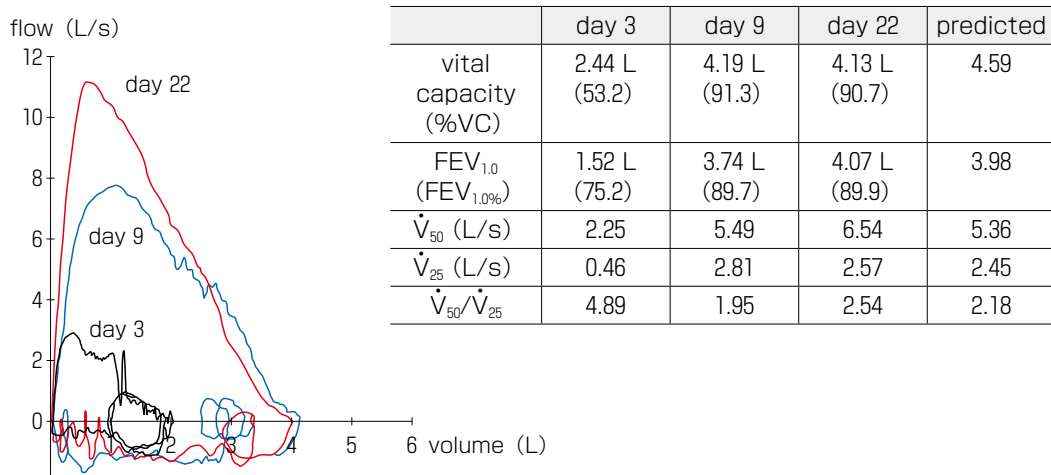 flow (L/s)
12
10
8
6
4
2
0
day 22
day 9
day 3
2
3
4
5
6
volume (L)
day 3 day 9 day 22 predicted
vital capacity (%VC) 2.44 L (53.2) 4.19 L (91.3) 4.13 L (90.7) 4.59
FEV1.0 (FEV1.0%) 1.52 L (75.2) 3.74 L (89.7) 4.07 L (89.9) 3.98
V̇50 (L/s) 2.25 5.49 6.54 5.36
V̇25 (L/s) 0.46 2.81 2.57 2.45
V̇50/V̇25 4.89 1.95 2.54 2.18